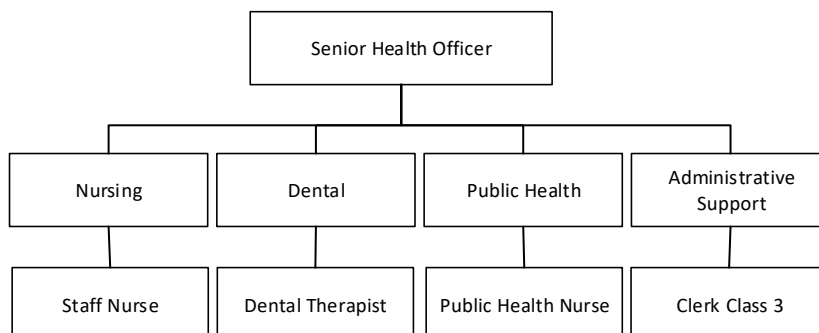 Senior Health Officer
Nursing
Dental
Public Health
Administrative
Support
Staff Nurse
Dental Therapist
Public Health Nurse
Clerk Class 3